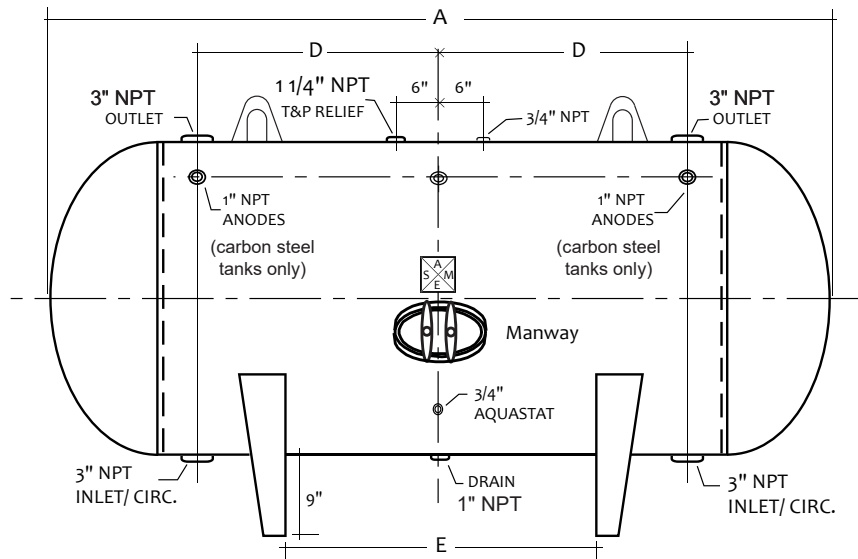 A
D
D
6"
6"
1 1/4" NPT
T&P RELIEF
3" NPT
OUTLET
3/4" NPT
3" NPT
OUTLET
1" NPT
ANODES
(carbon steel
tanks only)
1" NPT
ANODES
(carbon steel
tanks only)
A
S M
E
Manway
3/4"
AQUASTAT
3" NPT
INLET/ CIRC.
9"
DRAIN
1" NPT
3" NPT
INLET/ CIRC.
E